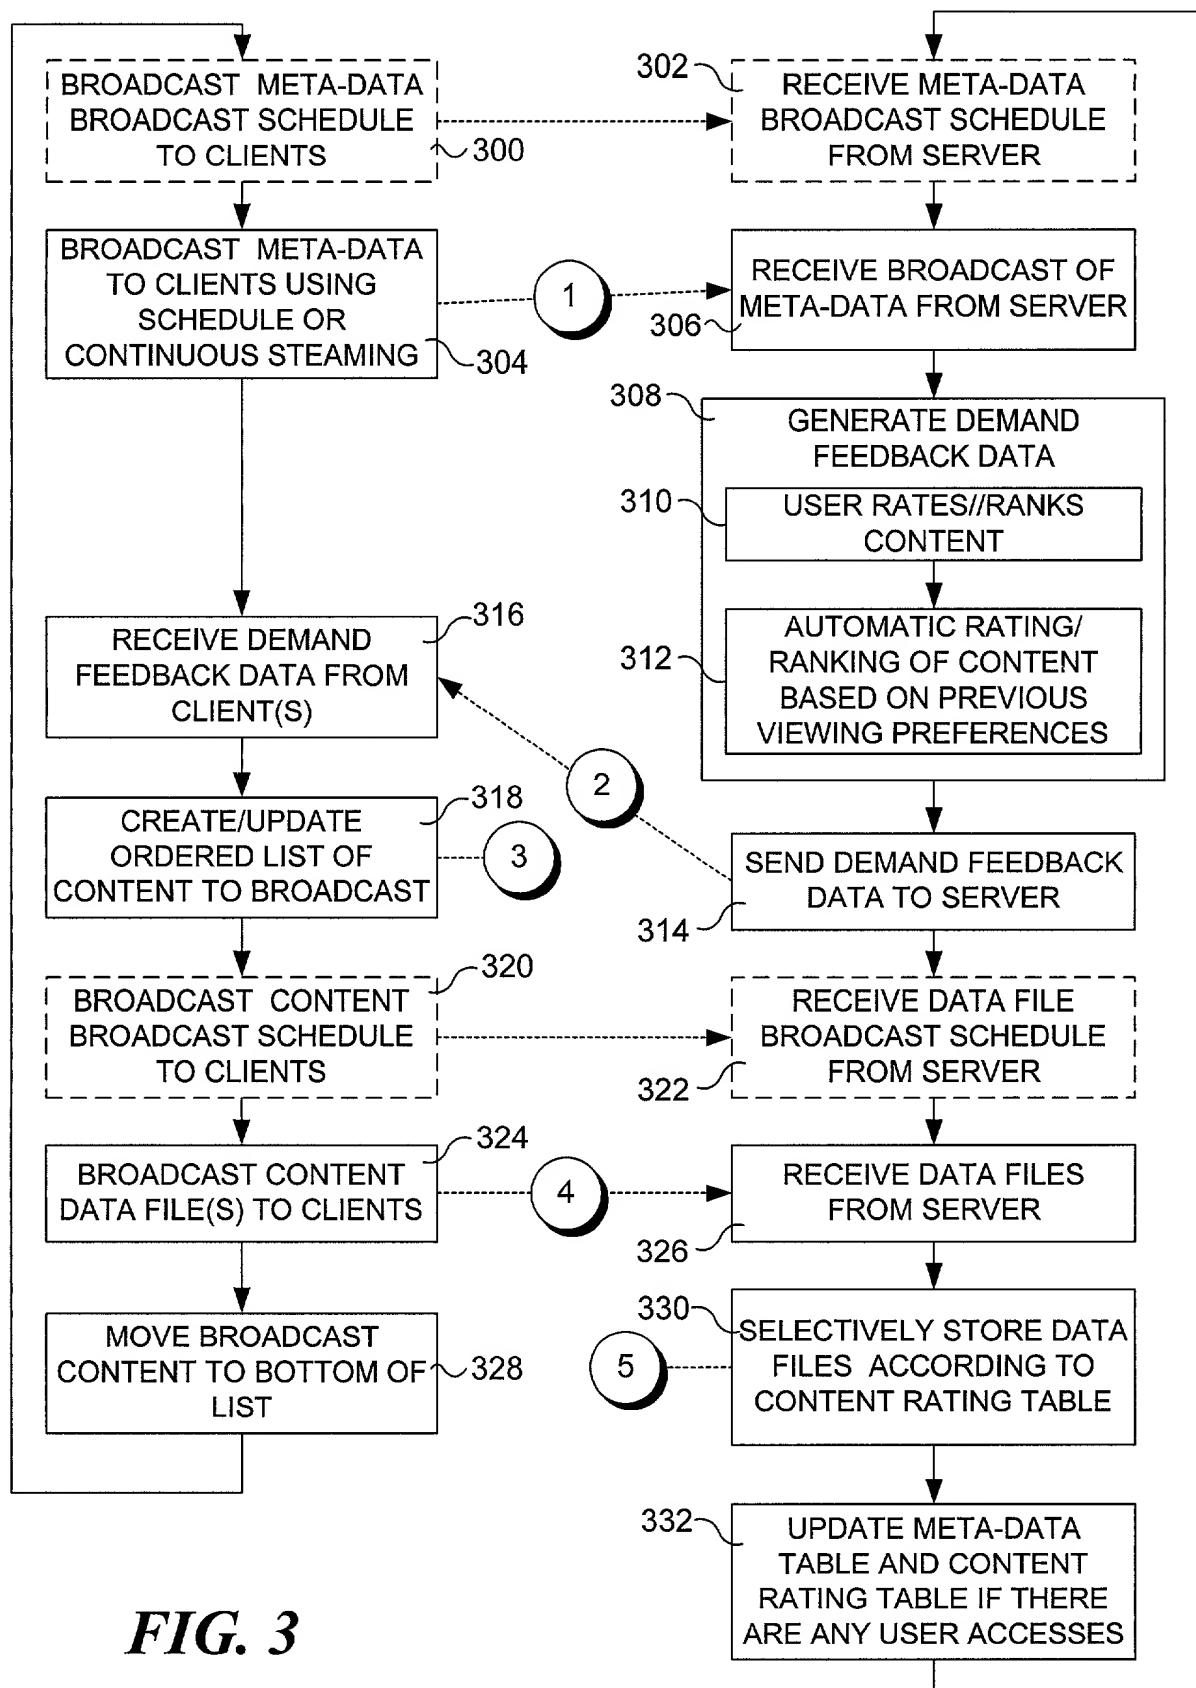 BROADCAST META-DATA
BROADCAST SCHEDULE
TO CLIENTS
300
302
RECEIVE META-DATA
BROADCAST SCHEDULE
FROM SERVER
BROADCAST META-DATA
TO CLIENTS USING
SCHEDULE OR
CONTINUOUS STEAMING
304
1
RECEIVE BROADCAST OF
META-DATA FROM SERVER
306
308
GENERATE DEMAND
FEEDBACK DATA
310
USER RATES//RANKS
CONTENT
312
AUTOMATIC RATING/
RANKING OF CONTENT
BASED ON PREVIOUS
VIEWING PREFERENCES
316
RECEIVE DEMAND
FEEDBACK DATA FROM
CLIENT(S)
2
318
CREATE/UPDATE
ORDERED LIST OF
CONTENT TO BROADCAST
3
SEND DEMAND FEEDBACK
DATA TO SERVER
314
320
BROADCAST CONTENT
BROADCAST SCHEDULE
TO CLIENTS
RECEIVE DATA FILE
BROADCAST SCHEDULE
FROM SERVER
322
324
BROADCAST CONTENT
DATA FILE(S) TO CLIENTS
4
RECEIVE DATA FILES
FROM SERVER
326
MOVE BROADCAST
CONTENT TO BOTTOM OF
LIST
328
330
SELECTIVELY STORE DATA
FILES ACCORDING TO
CONTENT RATING TABLE
5
332
UPDATE META-DATA
TABLE AND CONTENT
RATING TABLE IF THERE
ARE ANY USER ACCESSES
FIG. 3